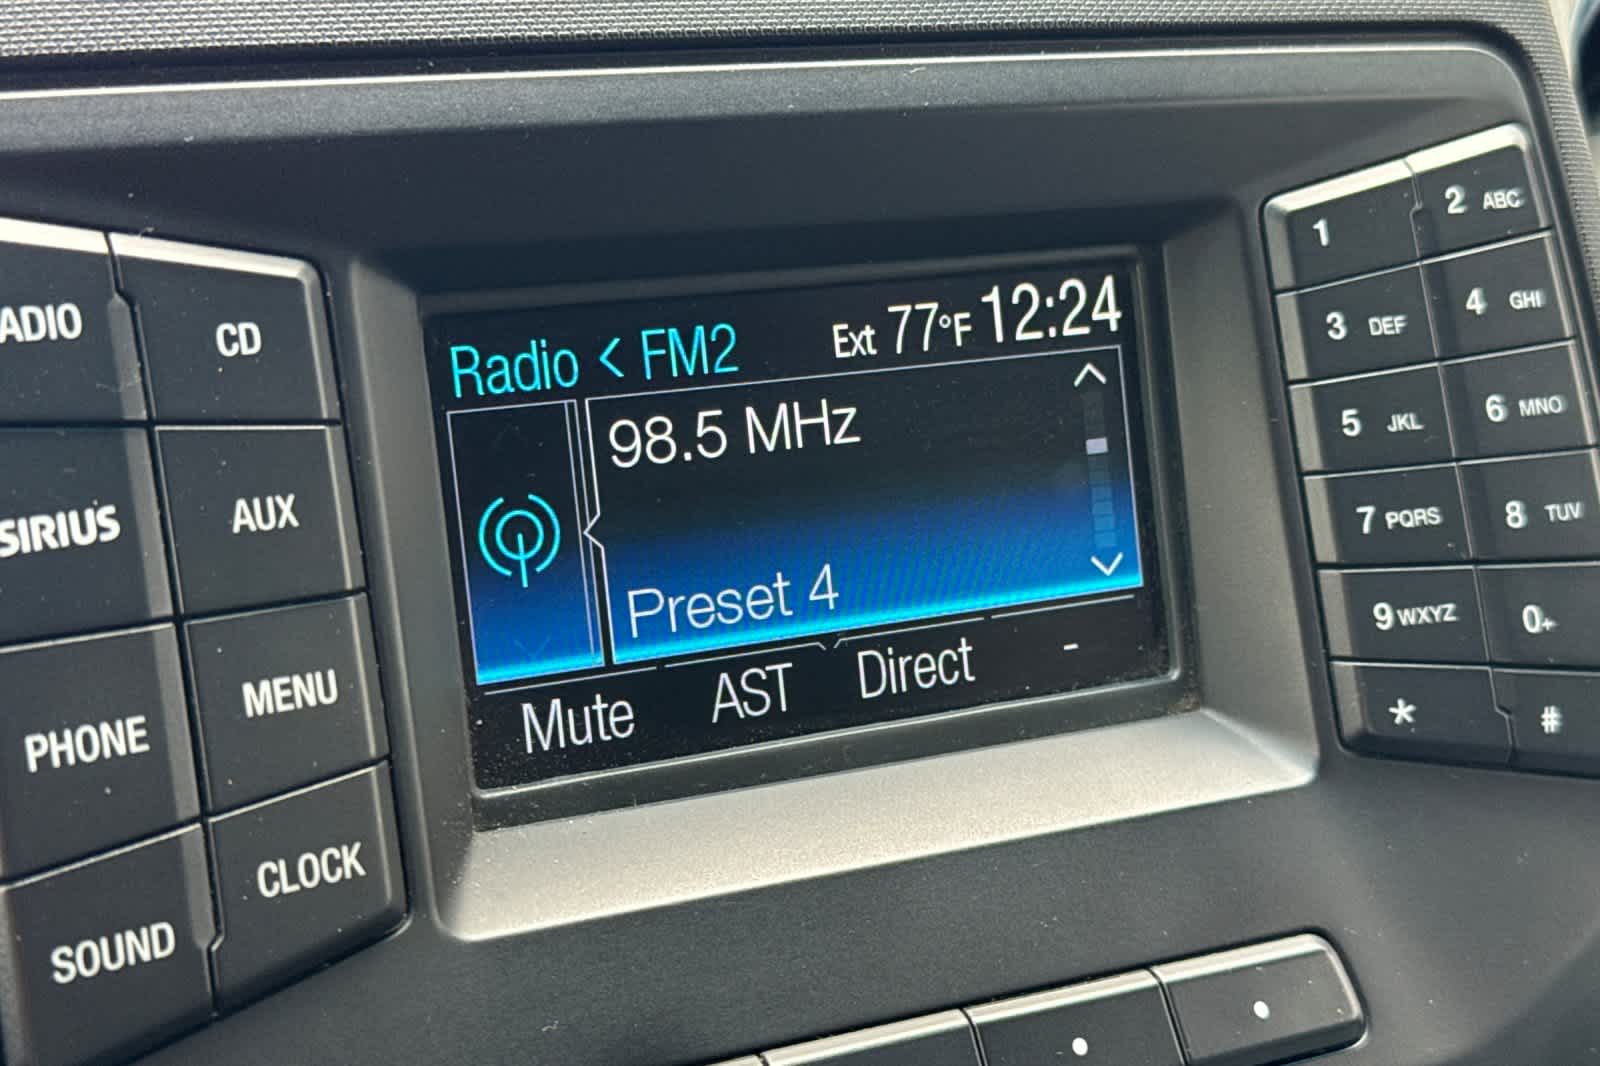 Radio < FM2 Ext 77°F 12:24
98.5 MHz
Preset 4
Mute AST Direct -
ADIO CD
SIRIUS AUX
PHONE MENU
SOUND CLOCK
1 2 ABC
3 DEF 4 GHI
5 JKL 6 MNO
7 PQRS 8 TUV
9 WXYZ 0+
* #